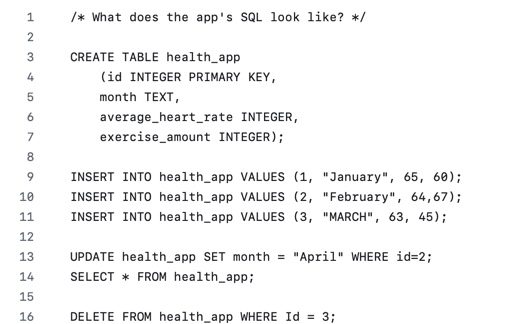 1 /* What does the app's SQL look like? */
2
3 CREATE TABLE health_app
4 (id INTEGER PRIMARY KEY,
5 month TEXT,
6 average_heart_rate INTEGER,
7 exercise_amount INTEGER);
8
9 INSERT INTO health_app VALUES (1, "January", 65, 60);
10 INSERT INTO health_app VALUES (2, "February", 64,67);
11 INSERT INTO health_app VALUES (3, "MARCH", 63, 45);
12
13 UPDATE health_app SET month = "April" WHERE id=2;
14 SELECT * FROM health_app;
15
16 DELETE FROM health_app WHERE Id = 3;